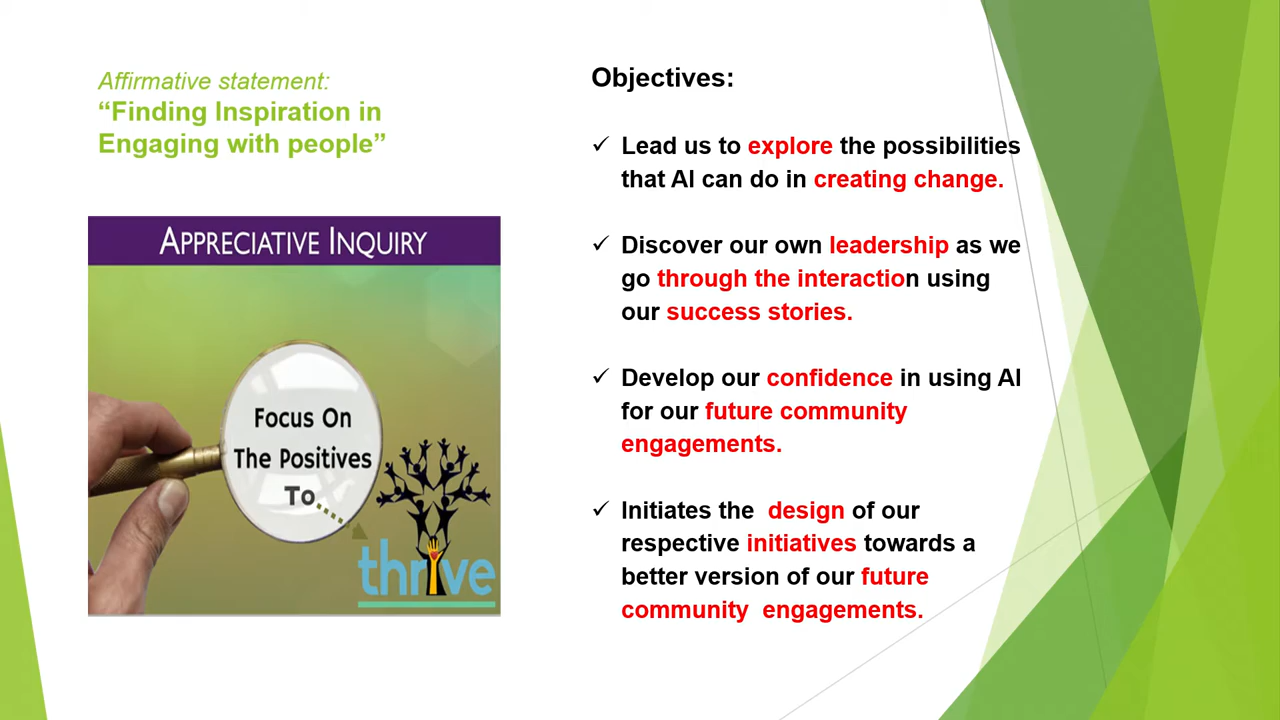 Affirmative statement:
“Finding Inspiration in
Engaging with people”
APPRECIATIVE INQUIRY
Focus On
The Positives
To
thrive
Objectives:
✓ Lead us to explore the possibilities
that AI can do in creating change.
✓ Discover our own leadership as we
go through the interaction using
our success stories.
✓ Develop our confidence in using AI
for our future community
engagements.
✓ Initiates the design of our
respective initiatives towards a
better version of our future
community engagements.